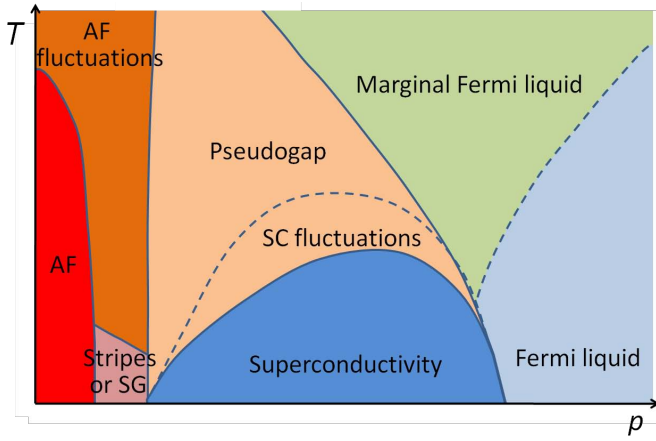 T
AF
fluctuations
Marginal Fermi liquid
Pseudogap
SC fluctuations
AF
Stripes
or SG
Superconductivity
Fermi liquid
p